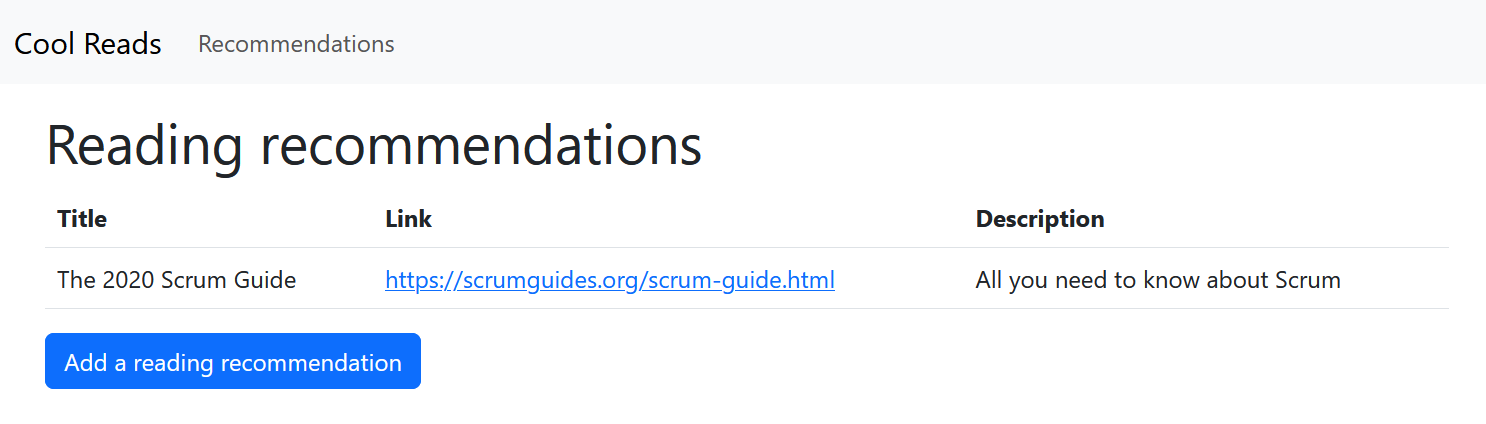 Cool Reads Recommendations
Reading recommendations
Title Link Description
The 2020 Scrum Guide https://scrumguides.org/scrum-guide.html All you need to know about Scrum
Add a reading recommendation